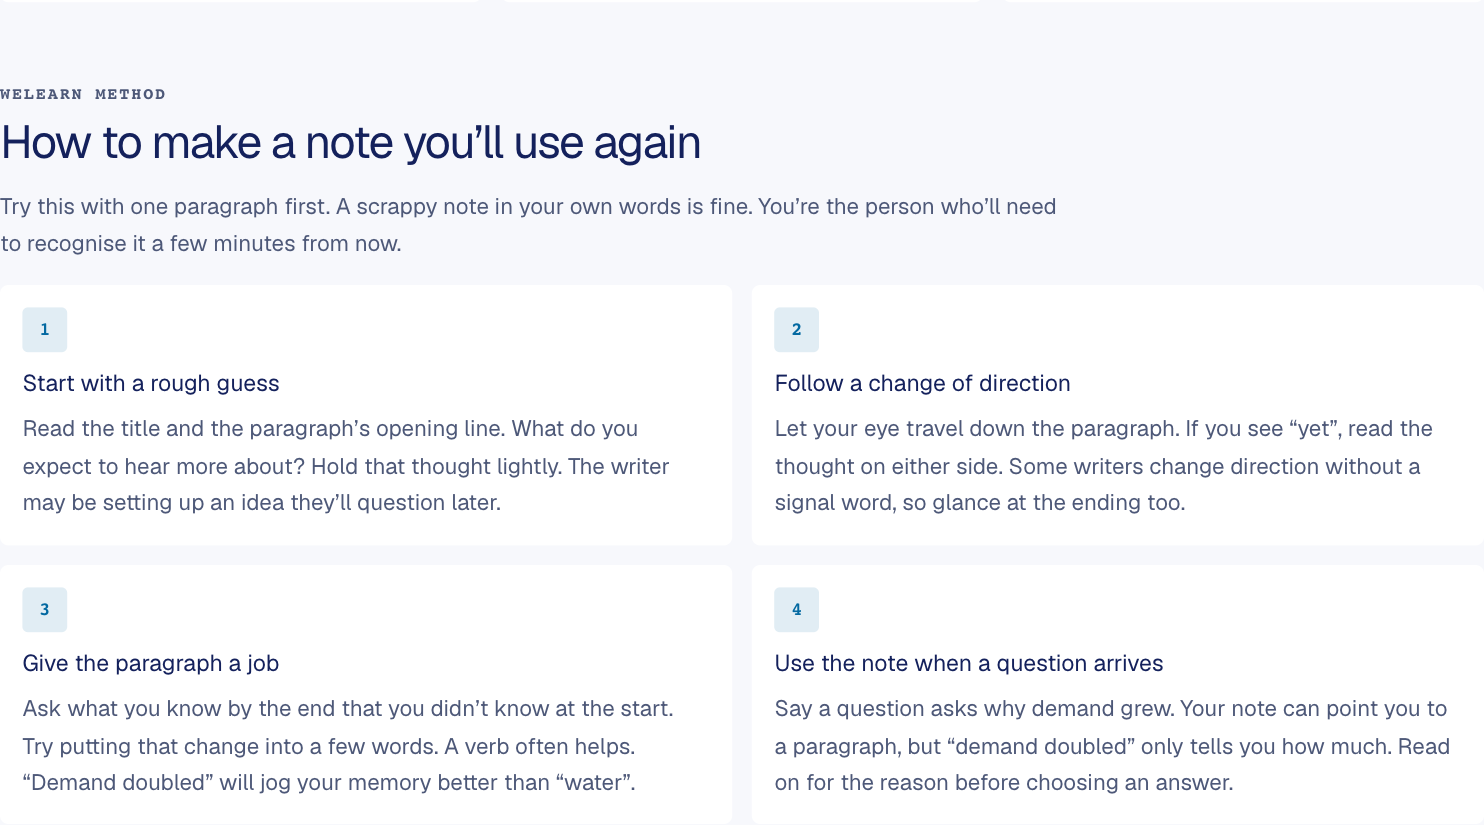 WELEARN METHOD
How to make a note you’ll use again
Try this with one paragraph first. A scrappy note in your own words is fine. You’re the person who’ll need
to recognise it a few minutes from now.
1
Start with a rough guess
Read the title and the paragraph’s opening line. What do you
expect to hear more about? Hold that thought lightly. The writer
may be setting up an idea they’ll question later.
2
Follow a change of direction
Let your eye travel down the paragraph. If you see “yet”, read the
thought on either side. Some writers change direction without a
signal word, so glance at the ending too.
3
Give the paragraph a job
Ask what you know by the end that you didn’t know at the start.
Try putting that change into a few words. A verb often helps.
“Demand doubled” will jog your memory better than “water”.
4
Use the note when a question arrives
Say a question asks why demand grew. Your note can point you to
a paragraph, but “demand doubled” only tells you how much. Read
on for the reason before choosing an answer.